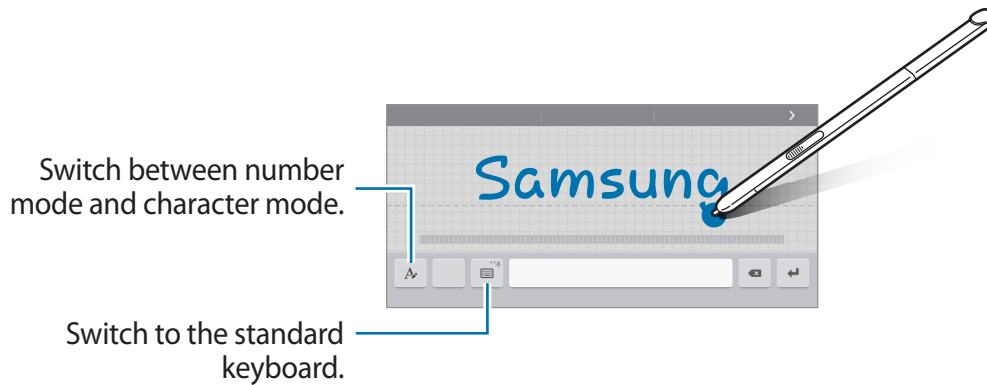 Samsung
Switch between number
mode and character mode.
A
Switch to the standard
keyboard.